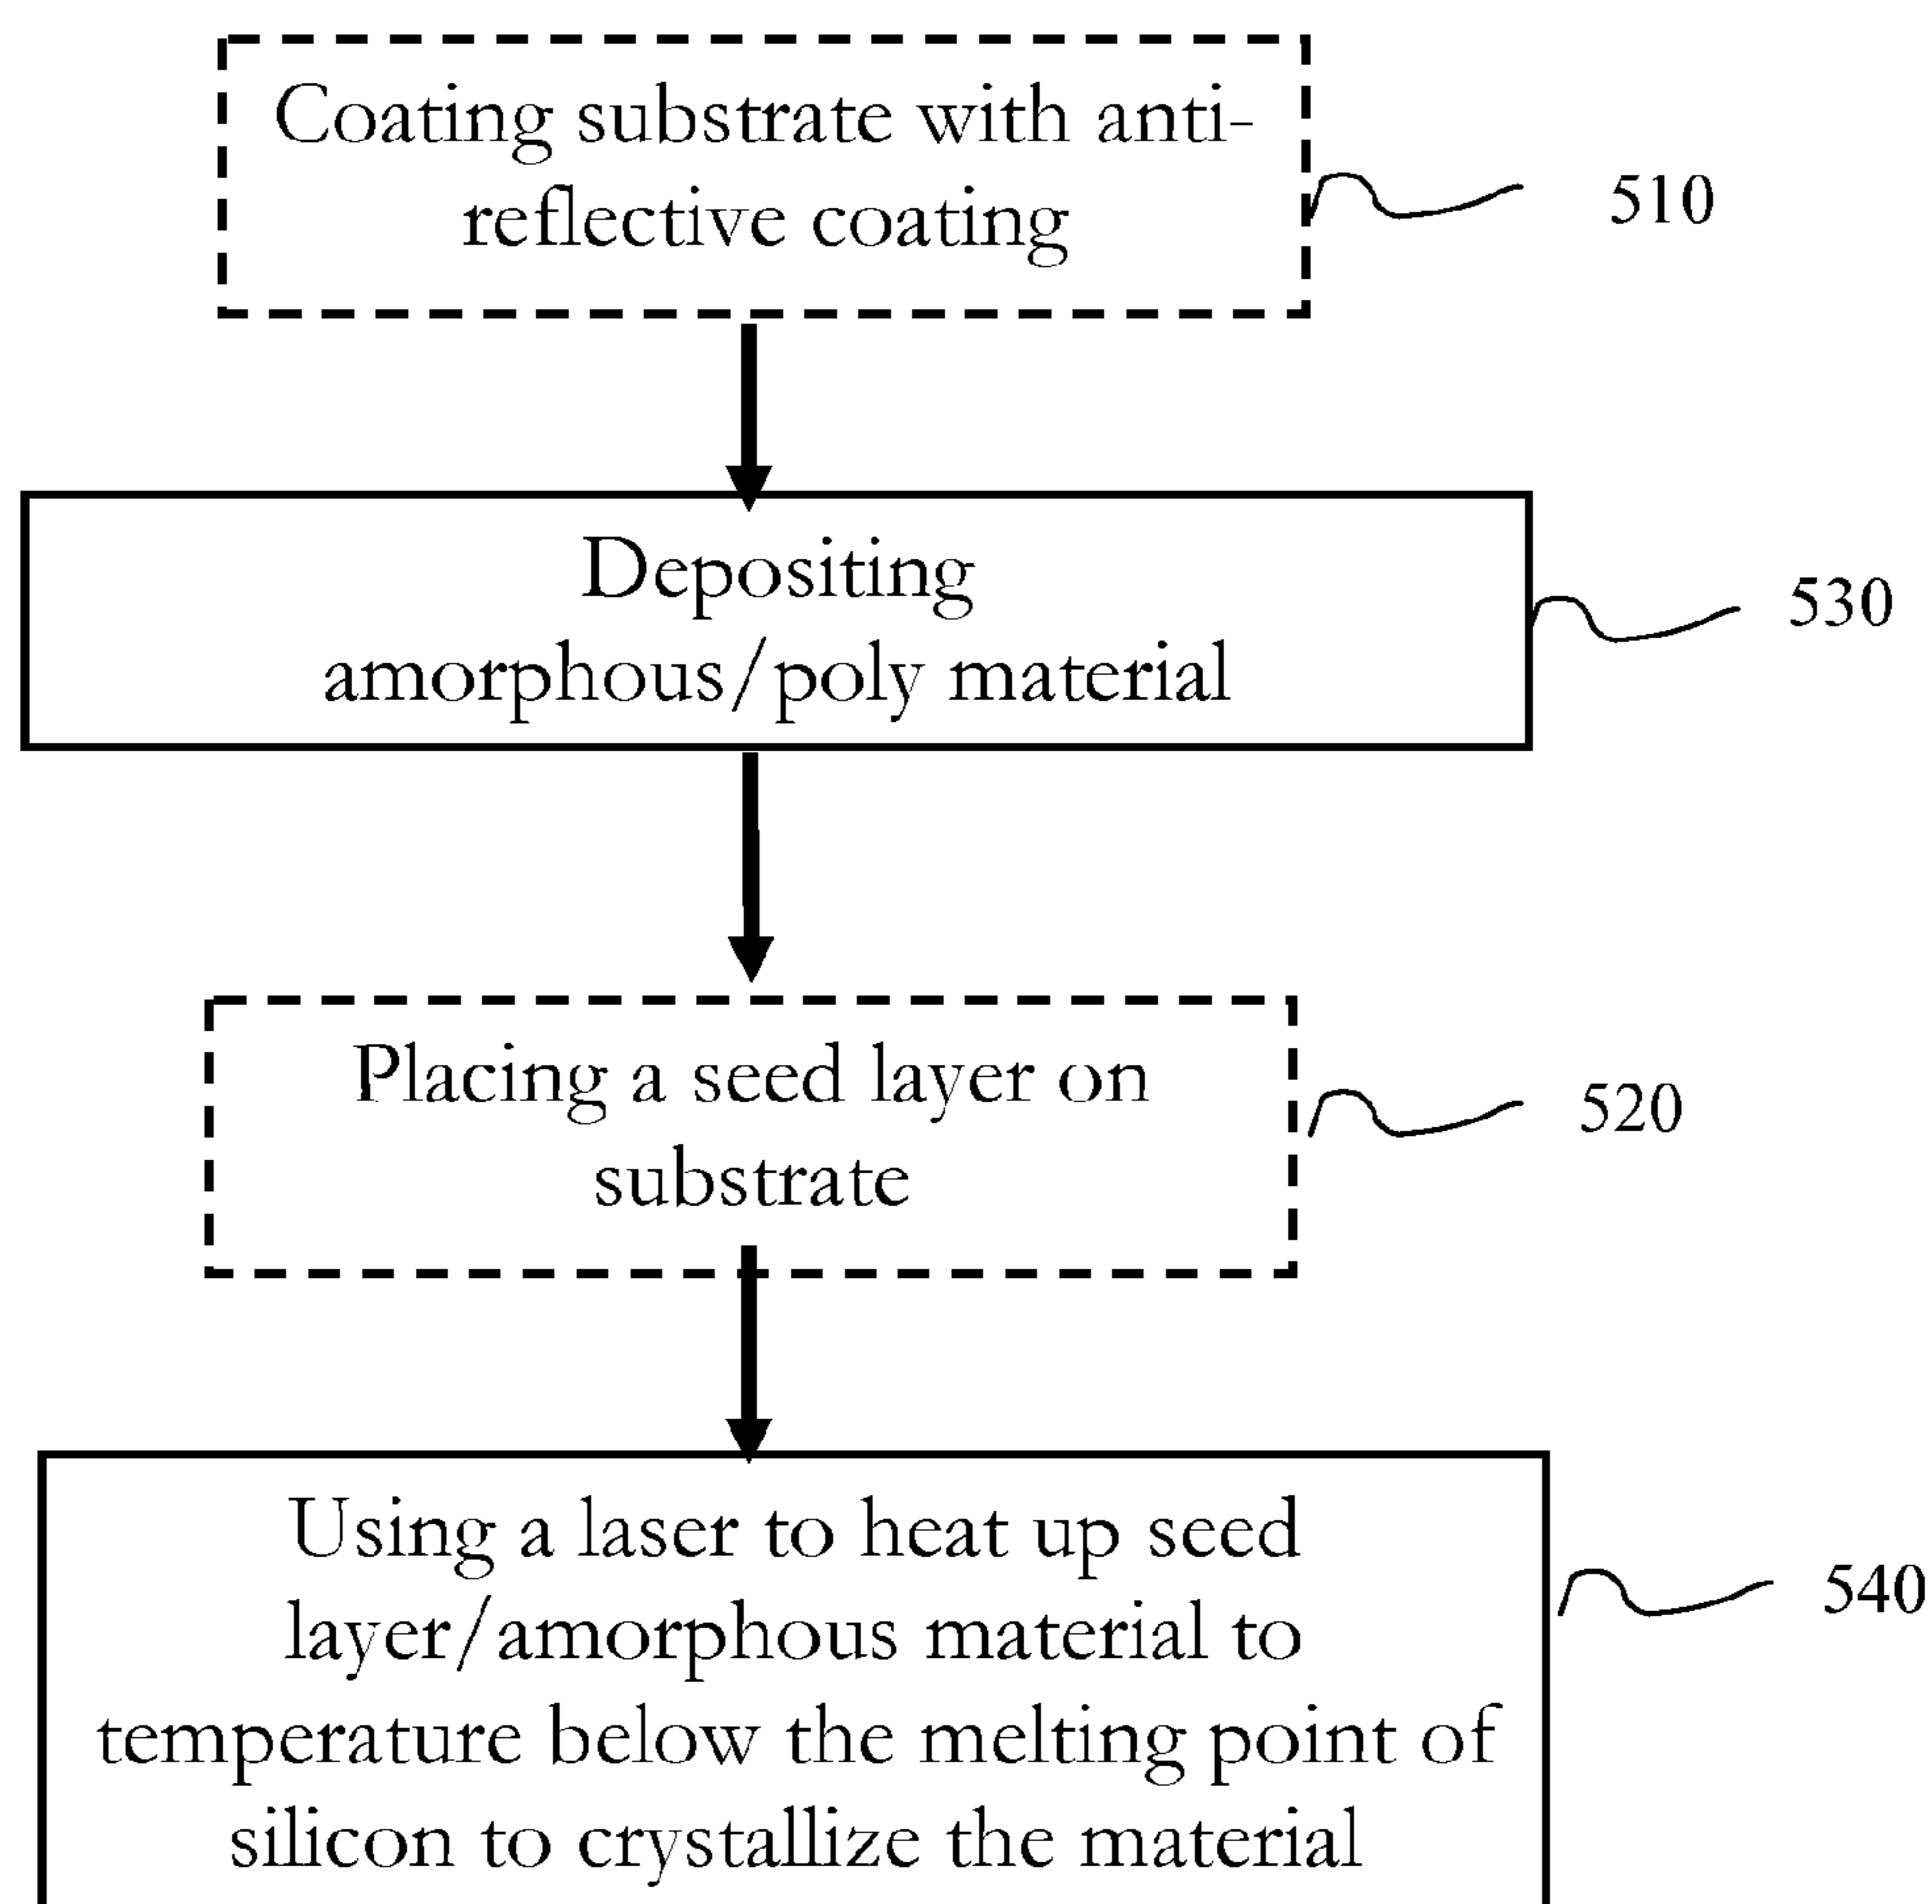 Coating substrate with anti-
reflective coating
510
Depositing
amorphous/poly material
530
Placing a seed layer on
substrate
520
Using a laser to heat up seed
layer/amorphous material to
temperature below the melting point of
silicon to crystallize the material
540